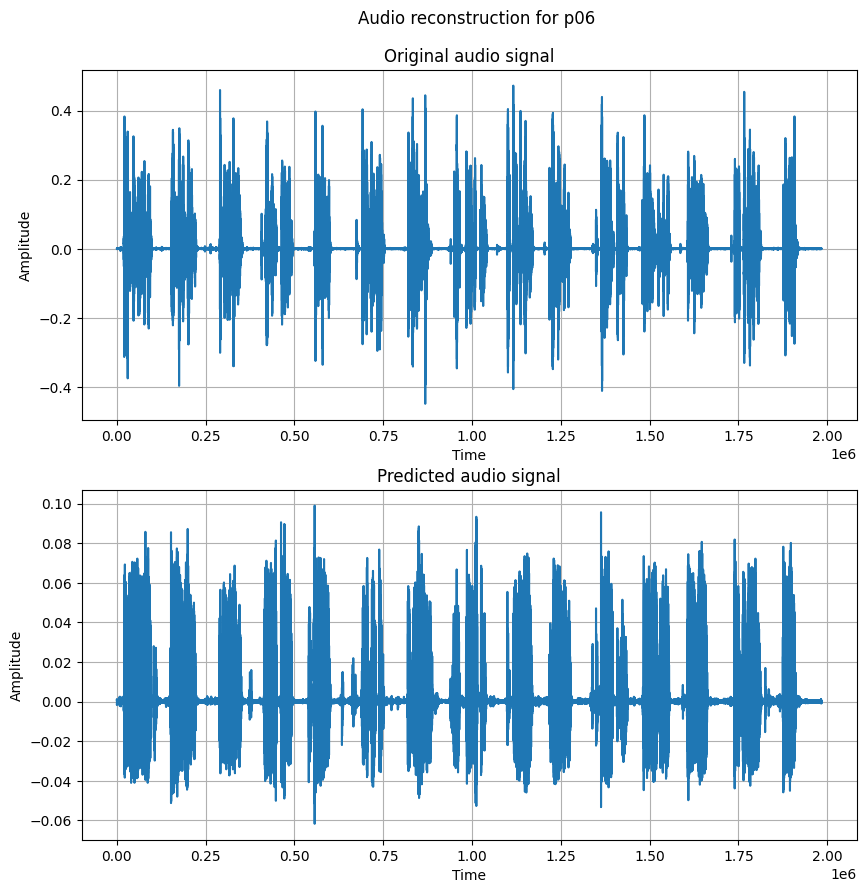 Audio reconstruction for p06
Original audio signal
Amplitude
0.4
0.2
0.0
−0.2
−0.4
0.00 0.25 0.50 0.75 1.00 1.25 1.50 1.75 2.00
Time
1e6
Predicted audio signal
Amplitude
0.10
0.08
0.06
0.04
0.02
0.00
−0.02
−0.04
−0.06
0.00 0.25 0.50 0.75 1.00 1.25 1.50 1.75 2.00
Time
1e6